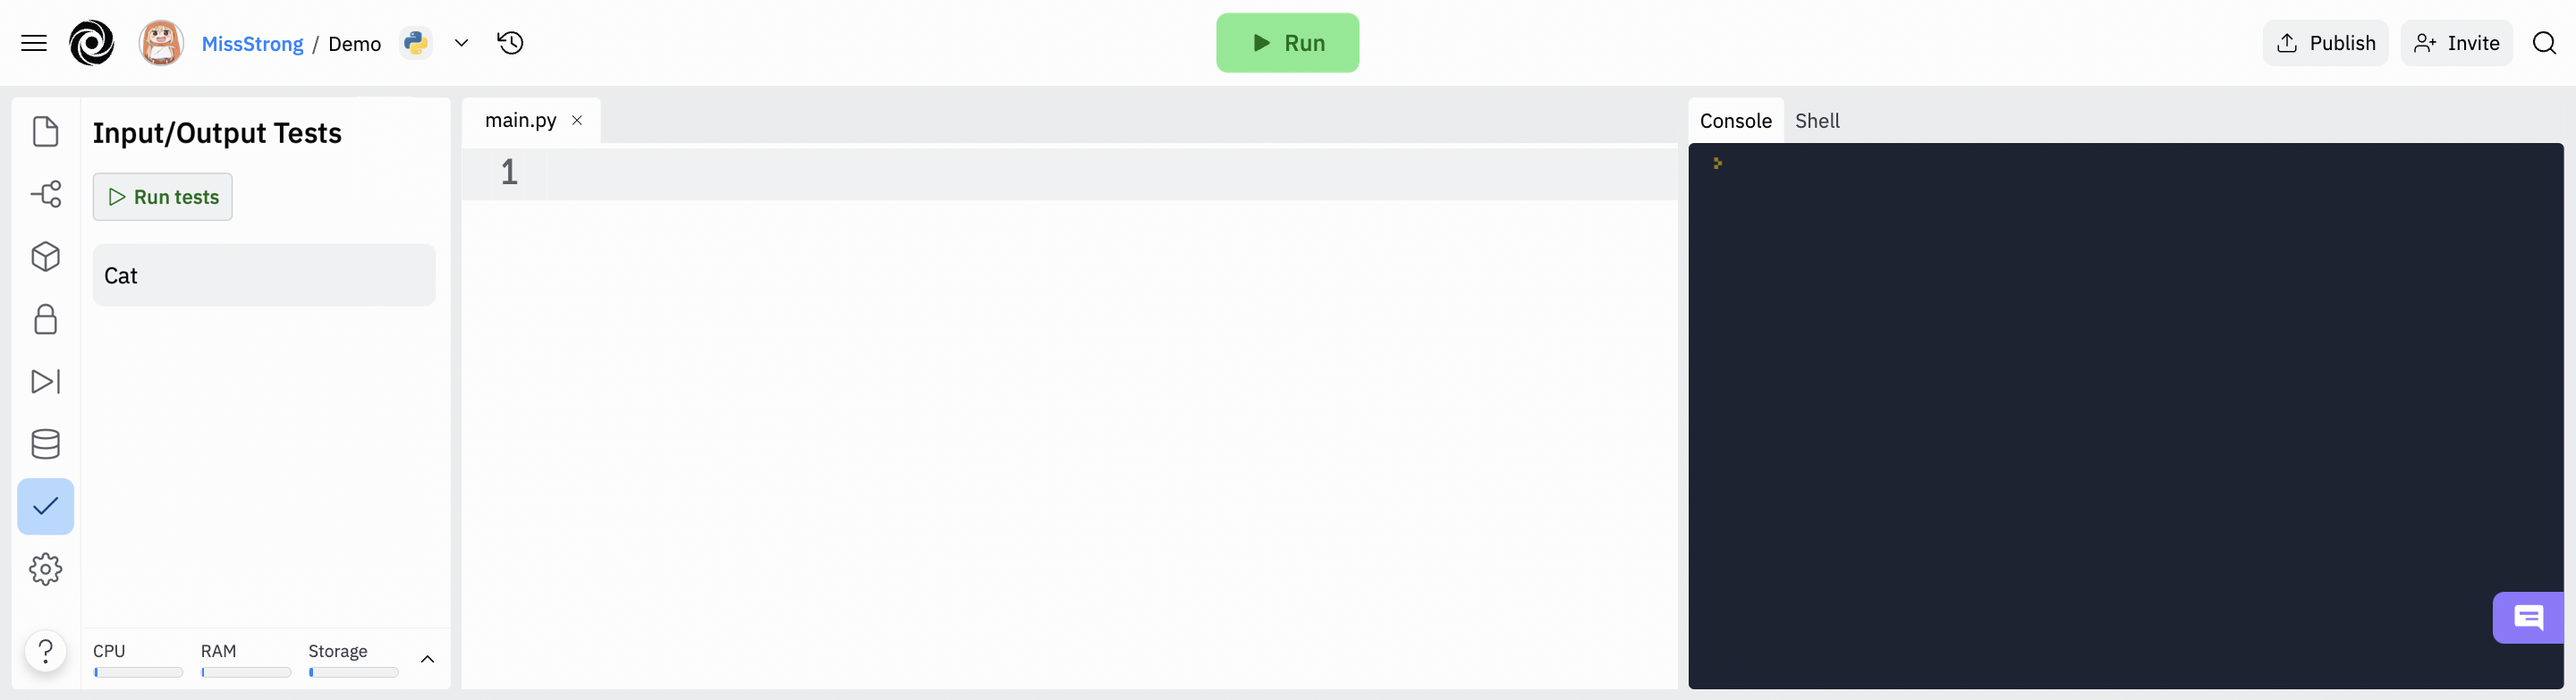 MissStrong / Demo
Run
Publish
Invite
Input/Output Tests
Run tests
Cat
CPU
RAM
Storage
?
main.py ×
1
Console
Shell